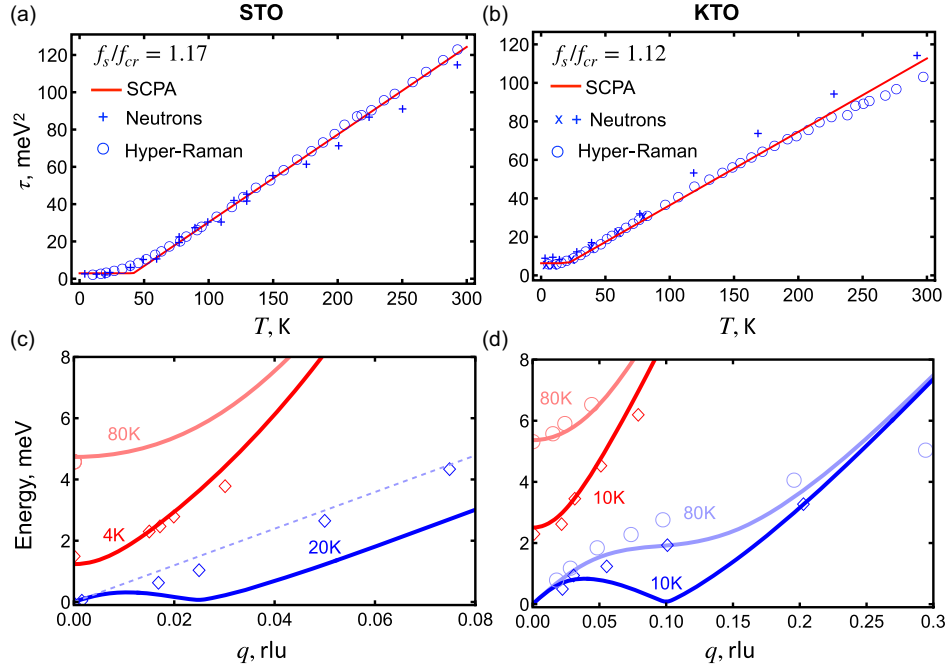 (a)
STO
f_s/f_cr = 1.17
SCPA
Neutrons
Hyper-Raman
τ, meV²
120
100
80
60
40
20
0
0 50 100 150 200 250 300
T, K
(b)
KTO
f_s/f_cr = 1.12
SCPA
x + Neutrons
Hyper-Raman
120
100
80
60
40
20
0
0 50 100 150 200 250 300
T, K
(c)
Energy, meV
8
6
4
2
0
80K
4K
20K
0.00 0.02 0.04 0.06 0.08
q, rlu
(d)
8
6
4
2
0
80K
10K
80K
10K
0.00 0.05 0.10 0.15 0.2 0.25 0.3
q, rlu